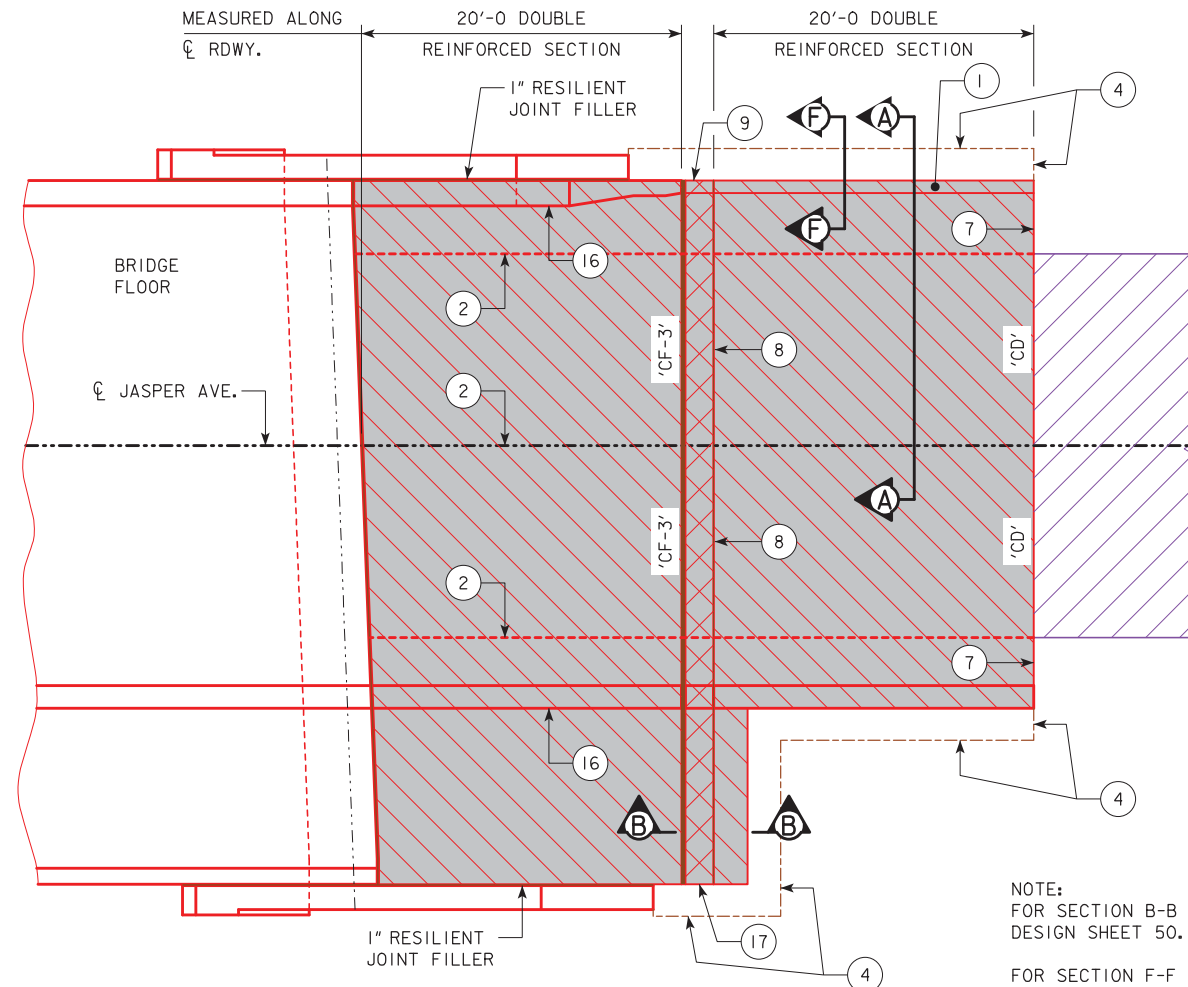 MEASURED ALONG
℄ RDWY.
20'-0 DOUBLE
REINFORCED SECTION
20'-0 DOUBLE
REINFORCED SECTION
1" RESILIENT
JOINT FILLER
1
4
9
F
A
F
7
16
BRIDGE
FLOOR
2
'CF-3'
8
'CD'
℄ JASPER AVE.
2
A
'CF-3'
8
'CD'
2
7
16
4
B
B
NOTE:
FOR SECTION B-B
DESIGN SHEET 50.
FOR SECTION F-F
1" RESILIENT
JOINT FILLER
17
4